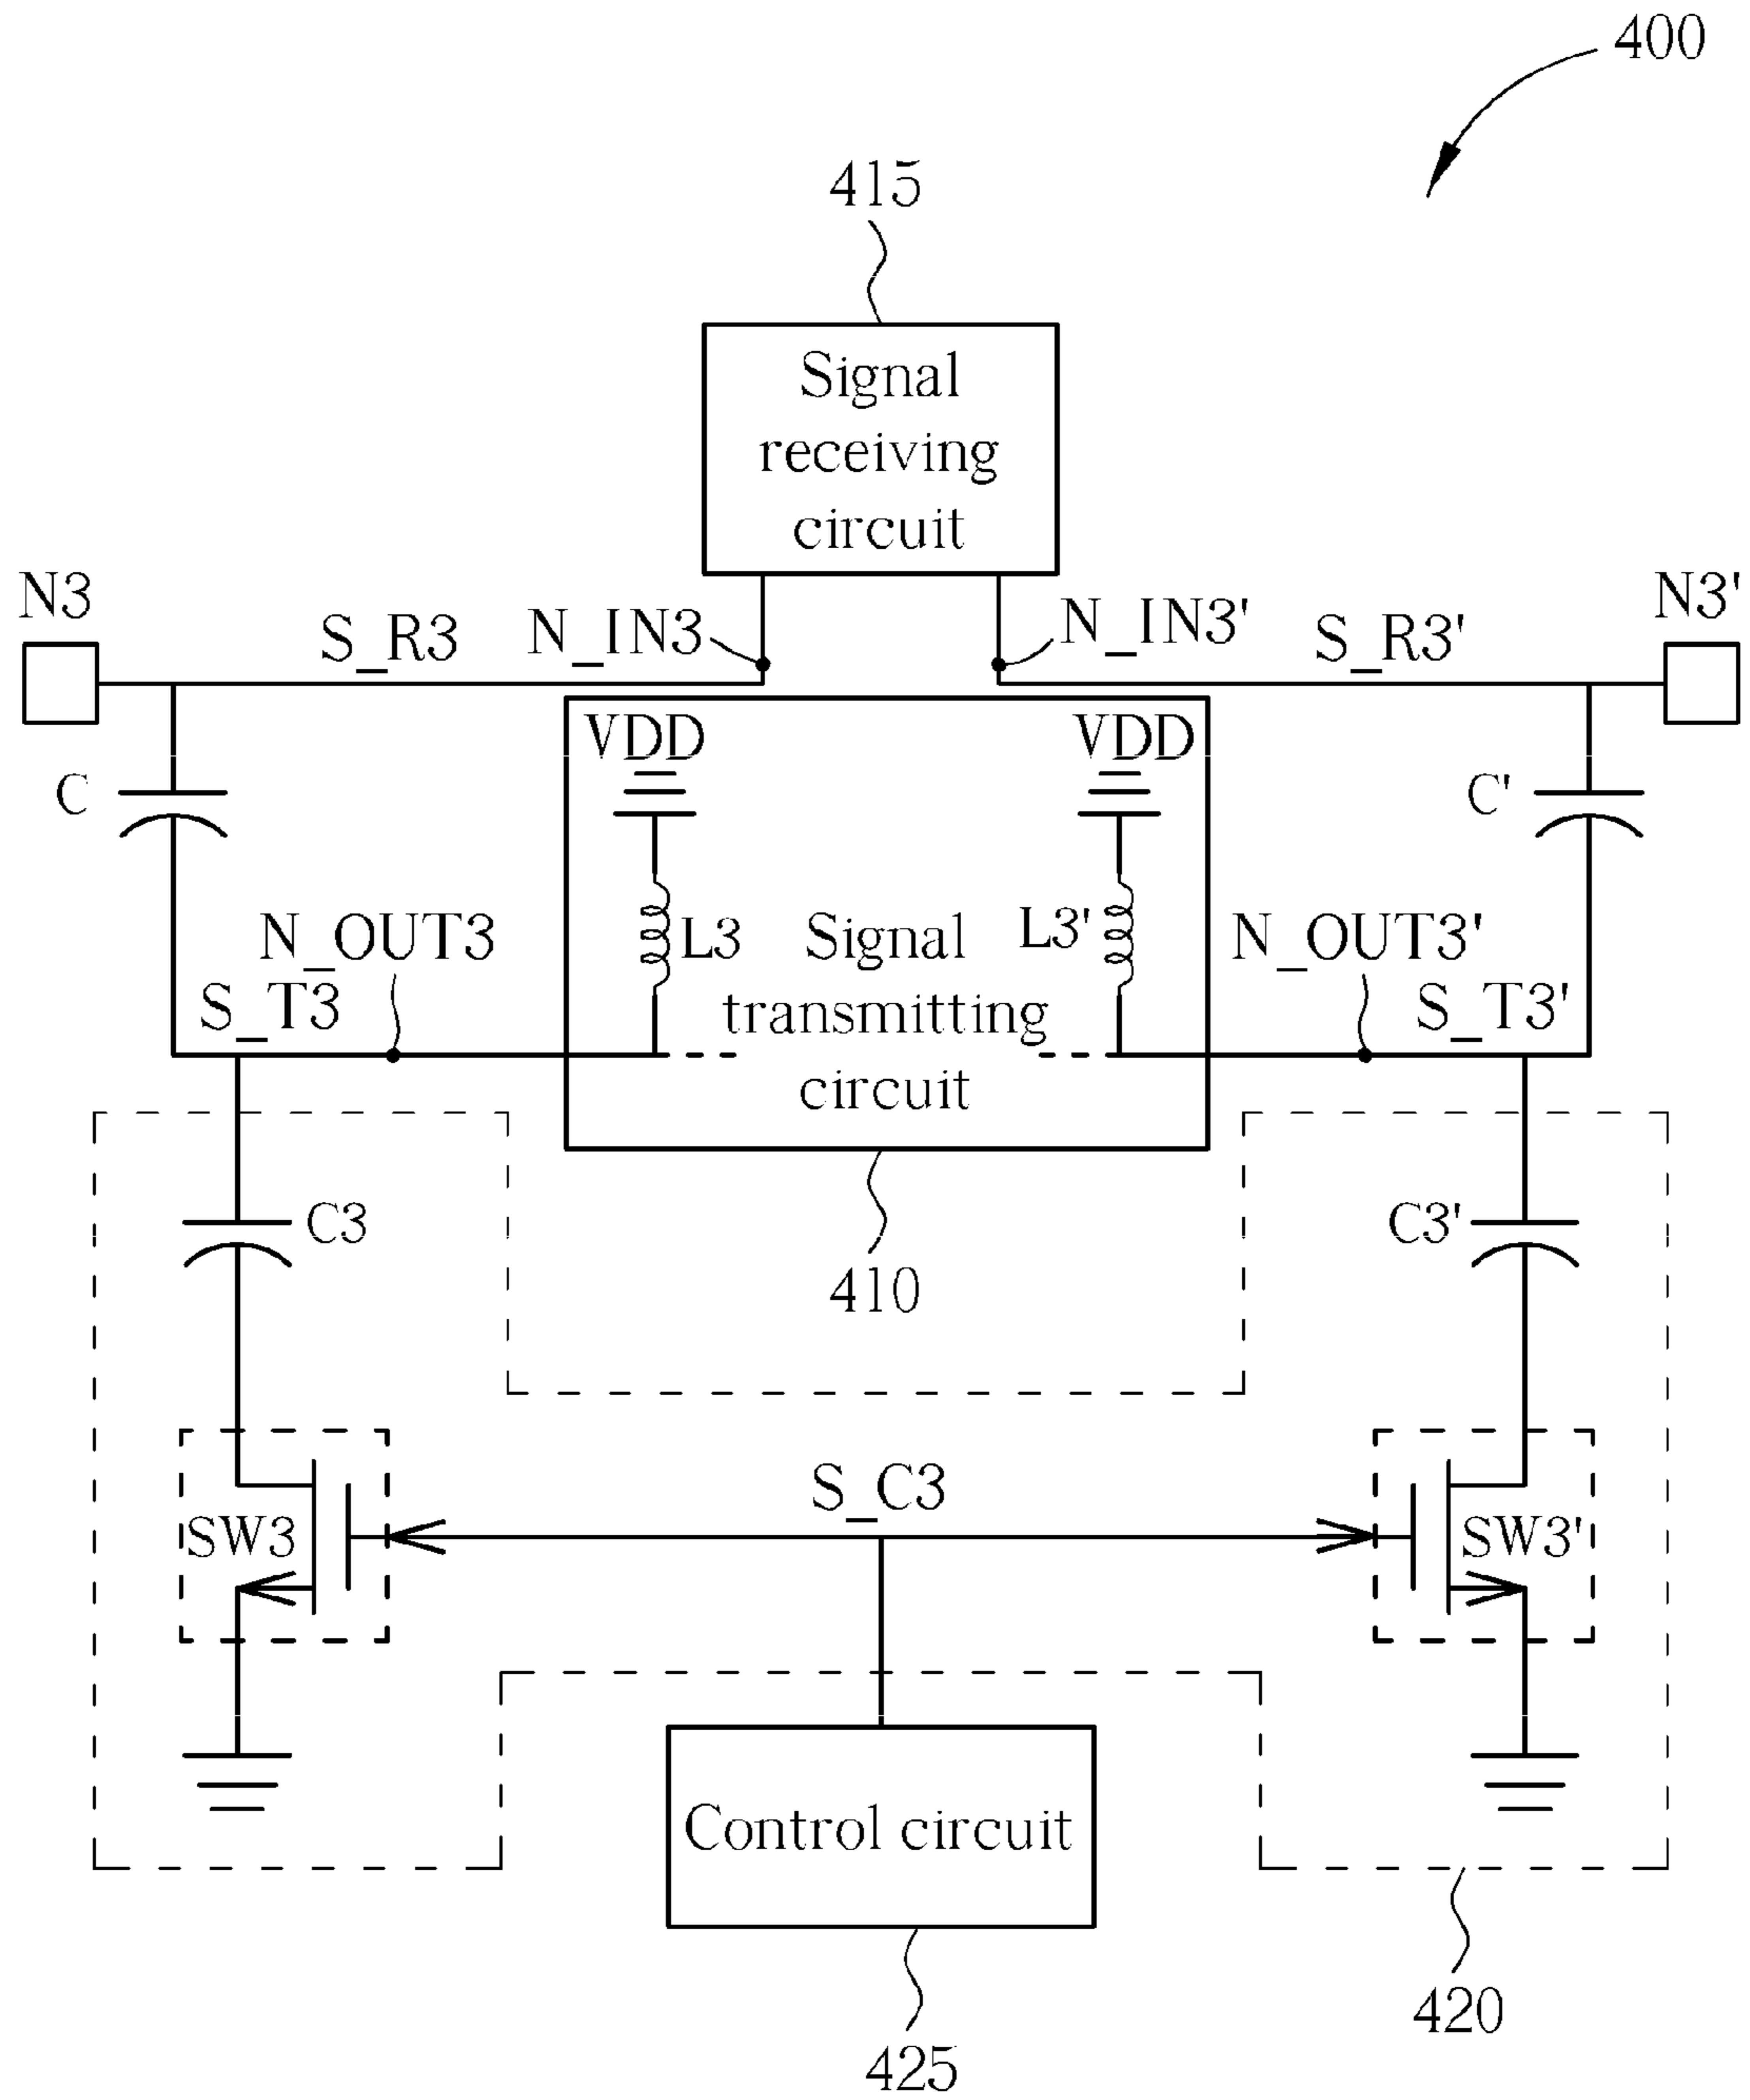 400
415
Signal
receiving
circuit
N3
S_R3
N_IN3
N_IN3'
S_R3'
N3'
VDD
VDD
C
C'
N_OUT3
L3
Signal
L3'
N_OUT3'
S_T3
transmitting
S_T3'
circuit
C3
C3'
410
S_C3
SW3
SW3'
Control circuit
420
425